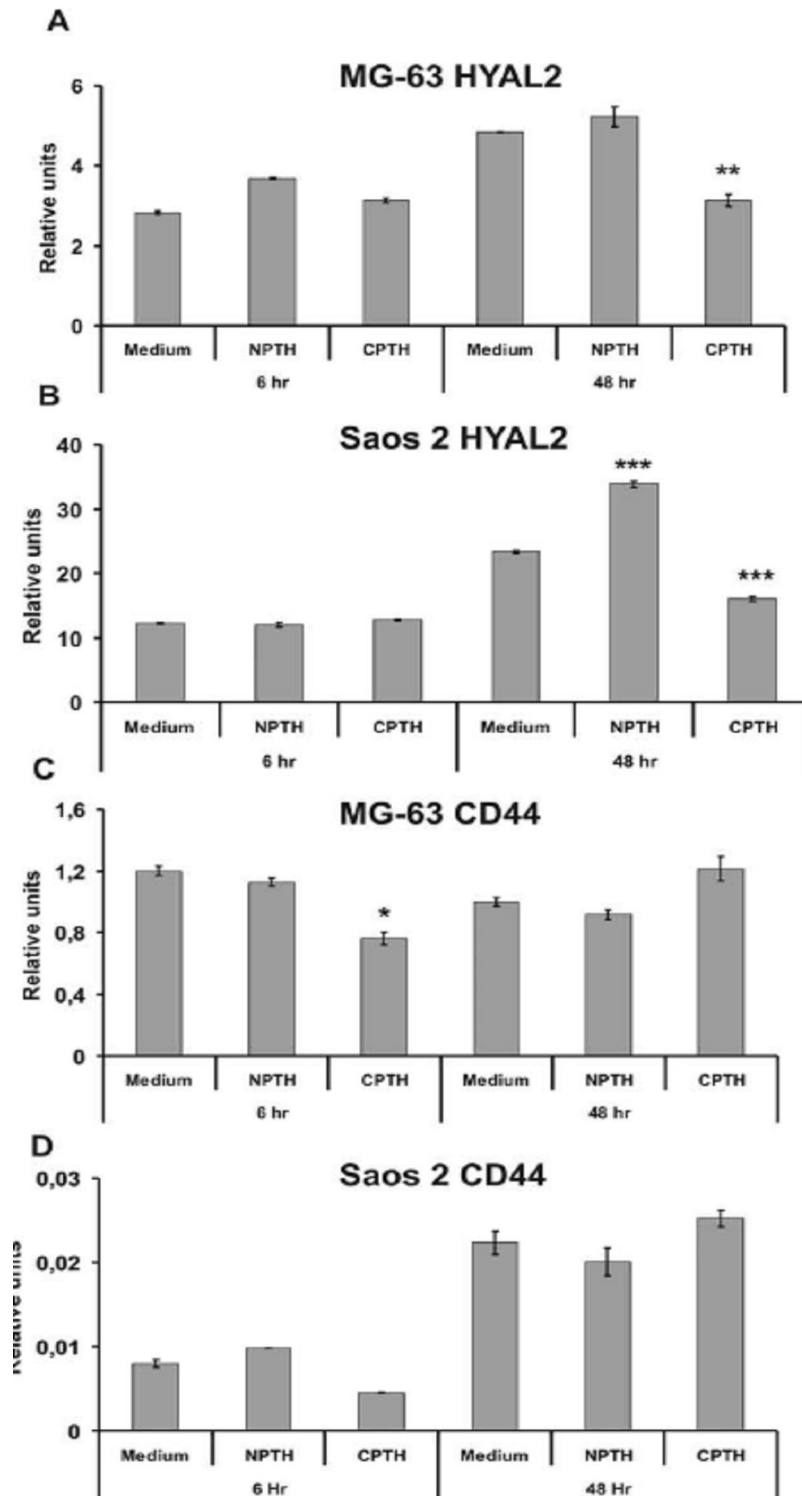 A
MG-63 HYAL2
Relative units
6
4
2
0
**
Medium NPTH CPTH Medium NPTH CPTH
6 hr 48 hr
B
Saos 2 HYAL2
Relative units
40
30
20
10
0
***
***
Medium NPTH CPTH Medium NPTH CPTH
6 hr 48 hr
C
MG-63 CD44
Relative units
1,6
1,2
0,8
0,4
0
*
Medium NPTH CPTH Medium NPTH CPTH
6 hr 48 hr
D
Saos 2 CD44
Relative units
0,03
0,02
0,01
0
Medium NPTH CPTH Medium NPTH CPTH
6 Hr 48 Hr